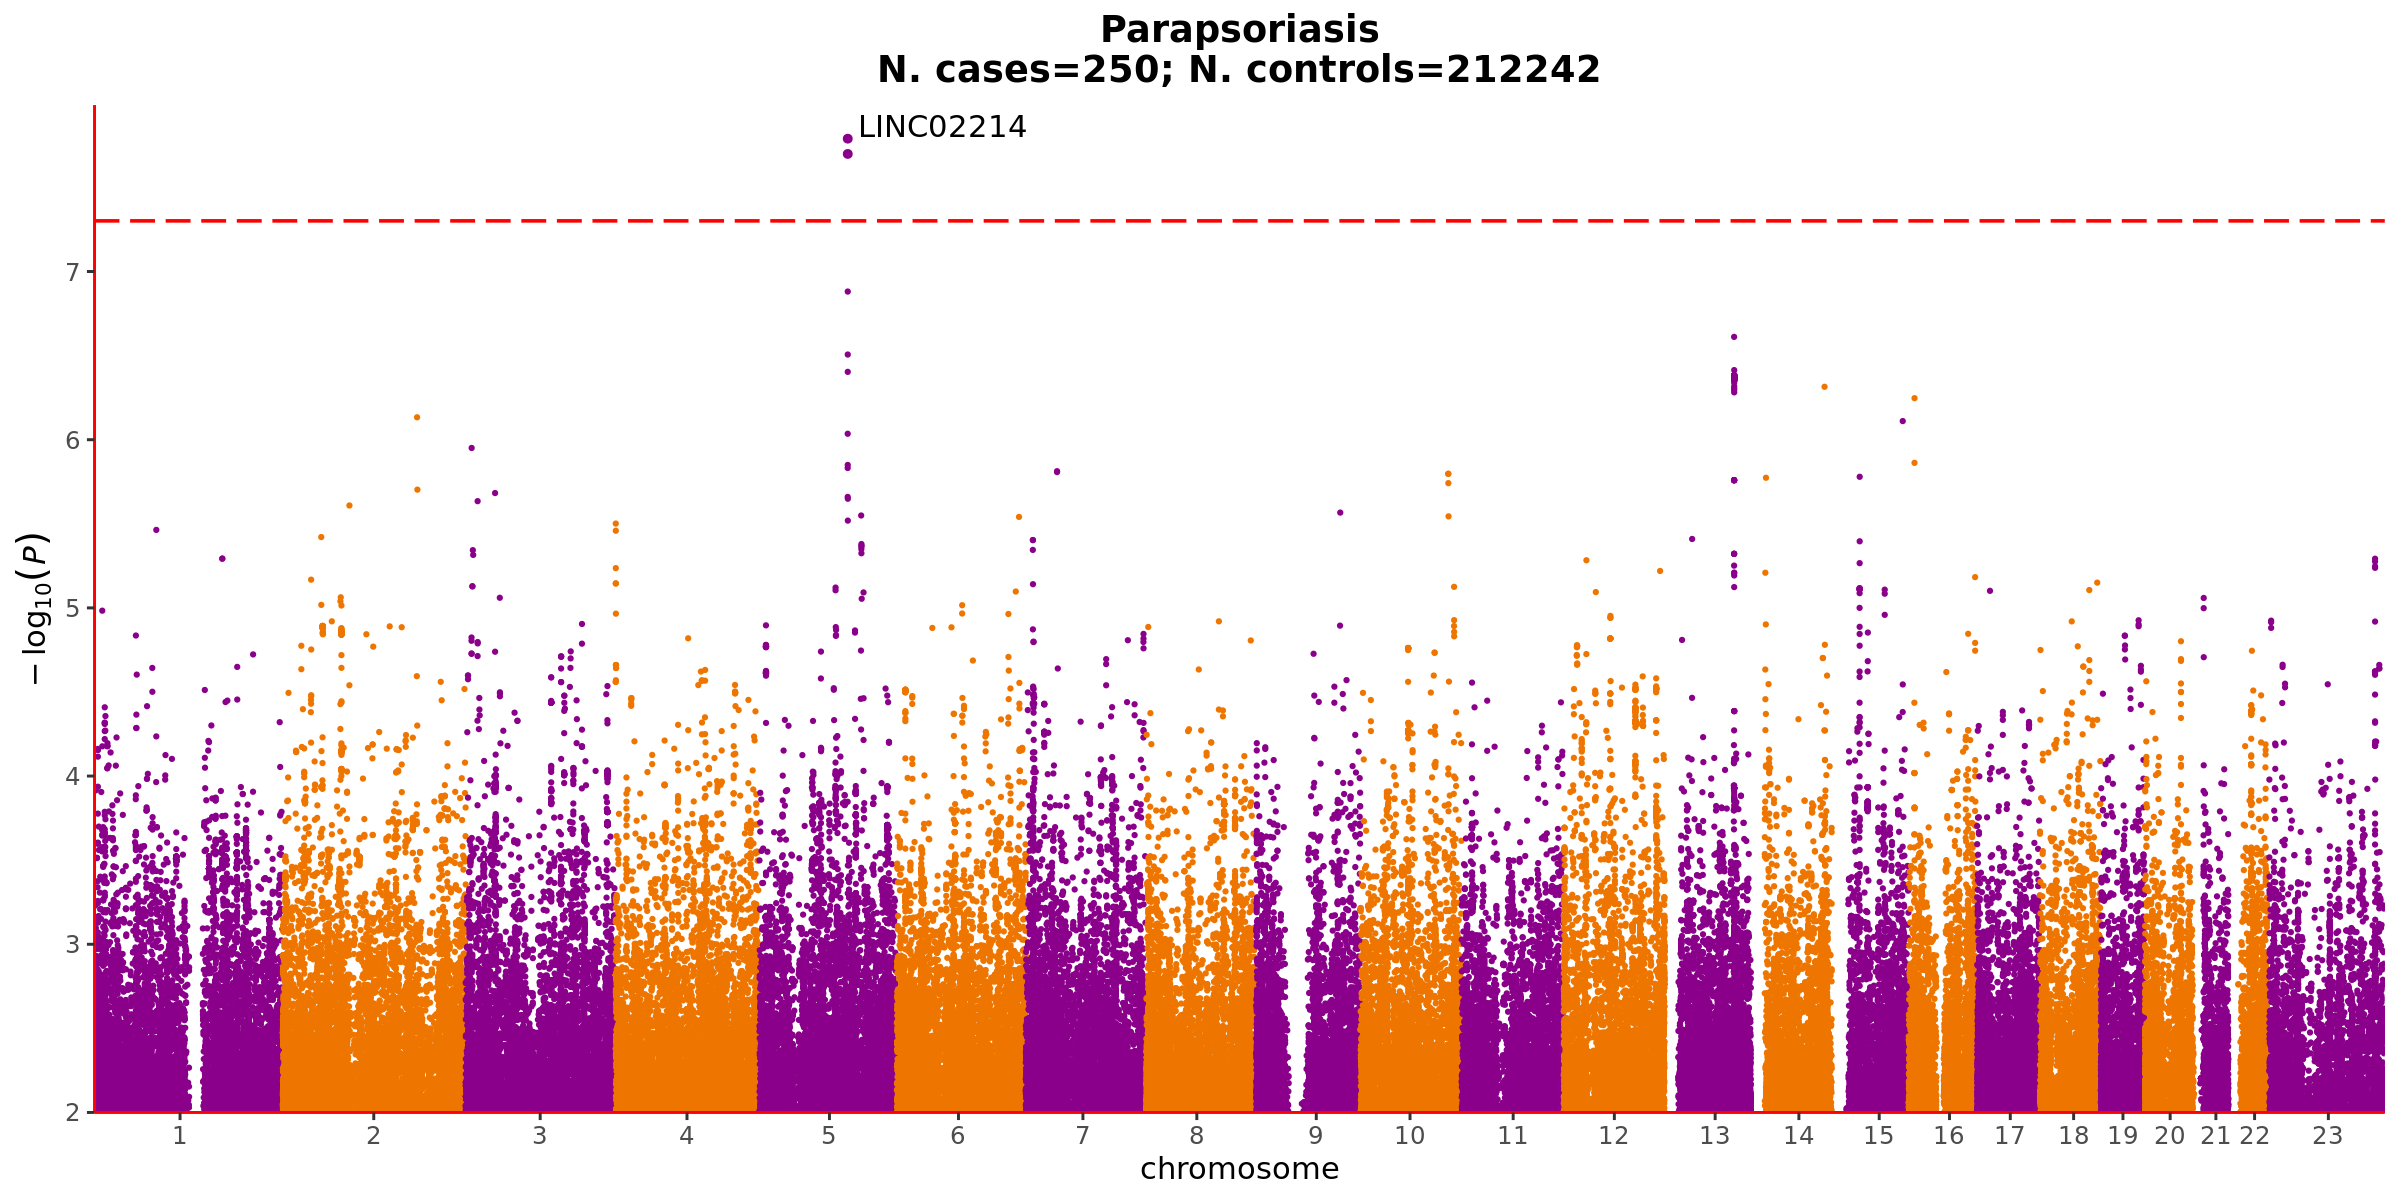 Parapsoriasis
N. cases=250; N. controls=212242
LINC02214
7
6
5
4
3
2
−log10(P)
1 2 3 4 5 6 7 8 9 10 11 12 13 14 15 16 17 18 19 20 21 22 23
chromosome